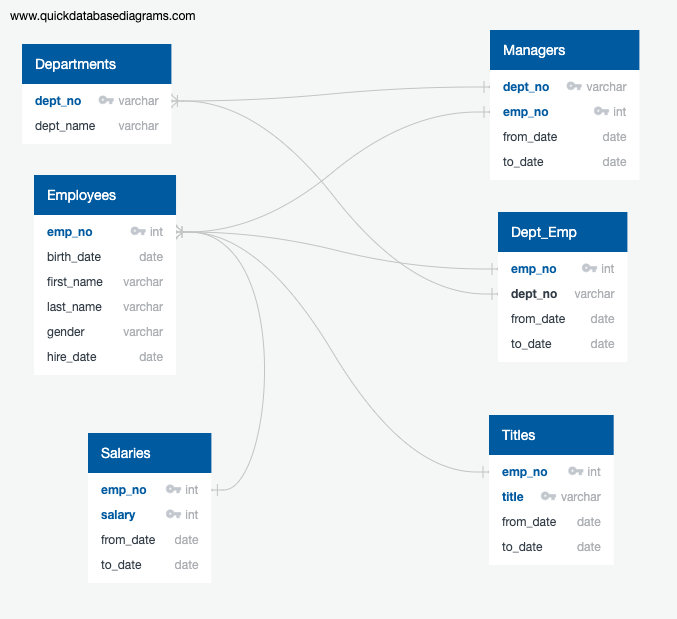 www.quickdatabasediagrams.com
Departments
dept_no varchar
dept_name varchar
Employees
emp_no int
birth_date date
first_name varchar
last_name varchar
gender varchar
hire_date date
Salaries
emp_no int
salary int
from_date date
to_date date
Managers
dept_no varchar
emp_no int
from_date date
to_date date
Dept_Emp
emp_no int
dept_no varchar
from_date date
to_date date
Titles
emp_no int
title varchar
from_date date
to_date date